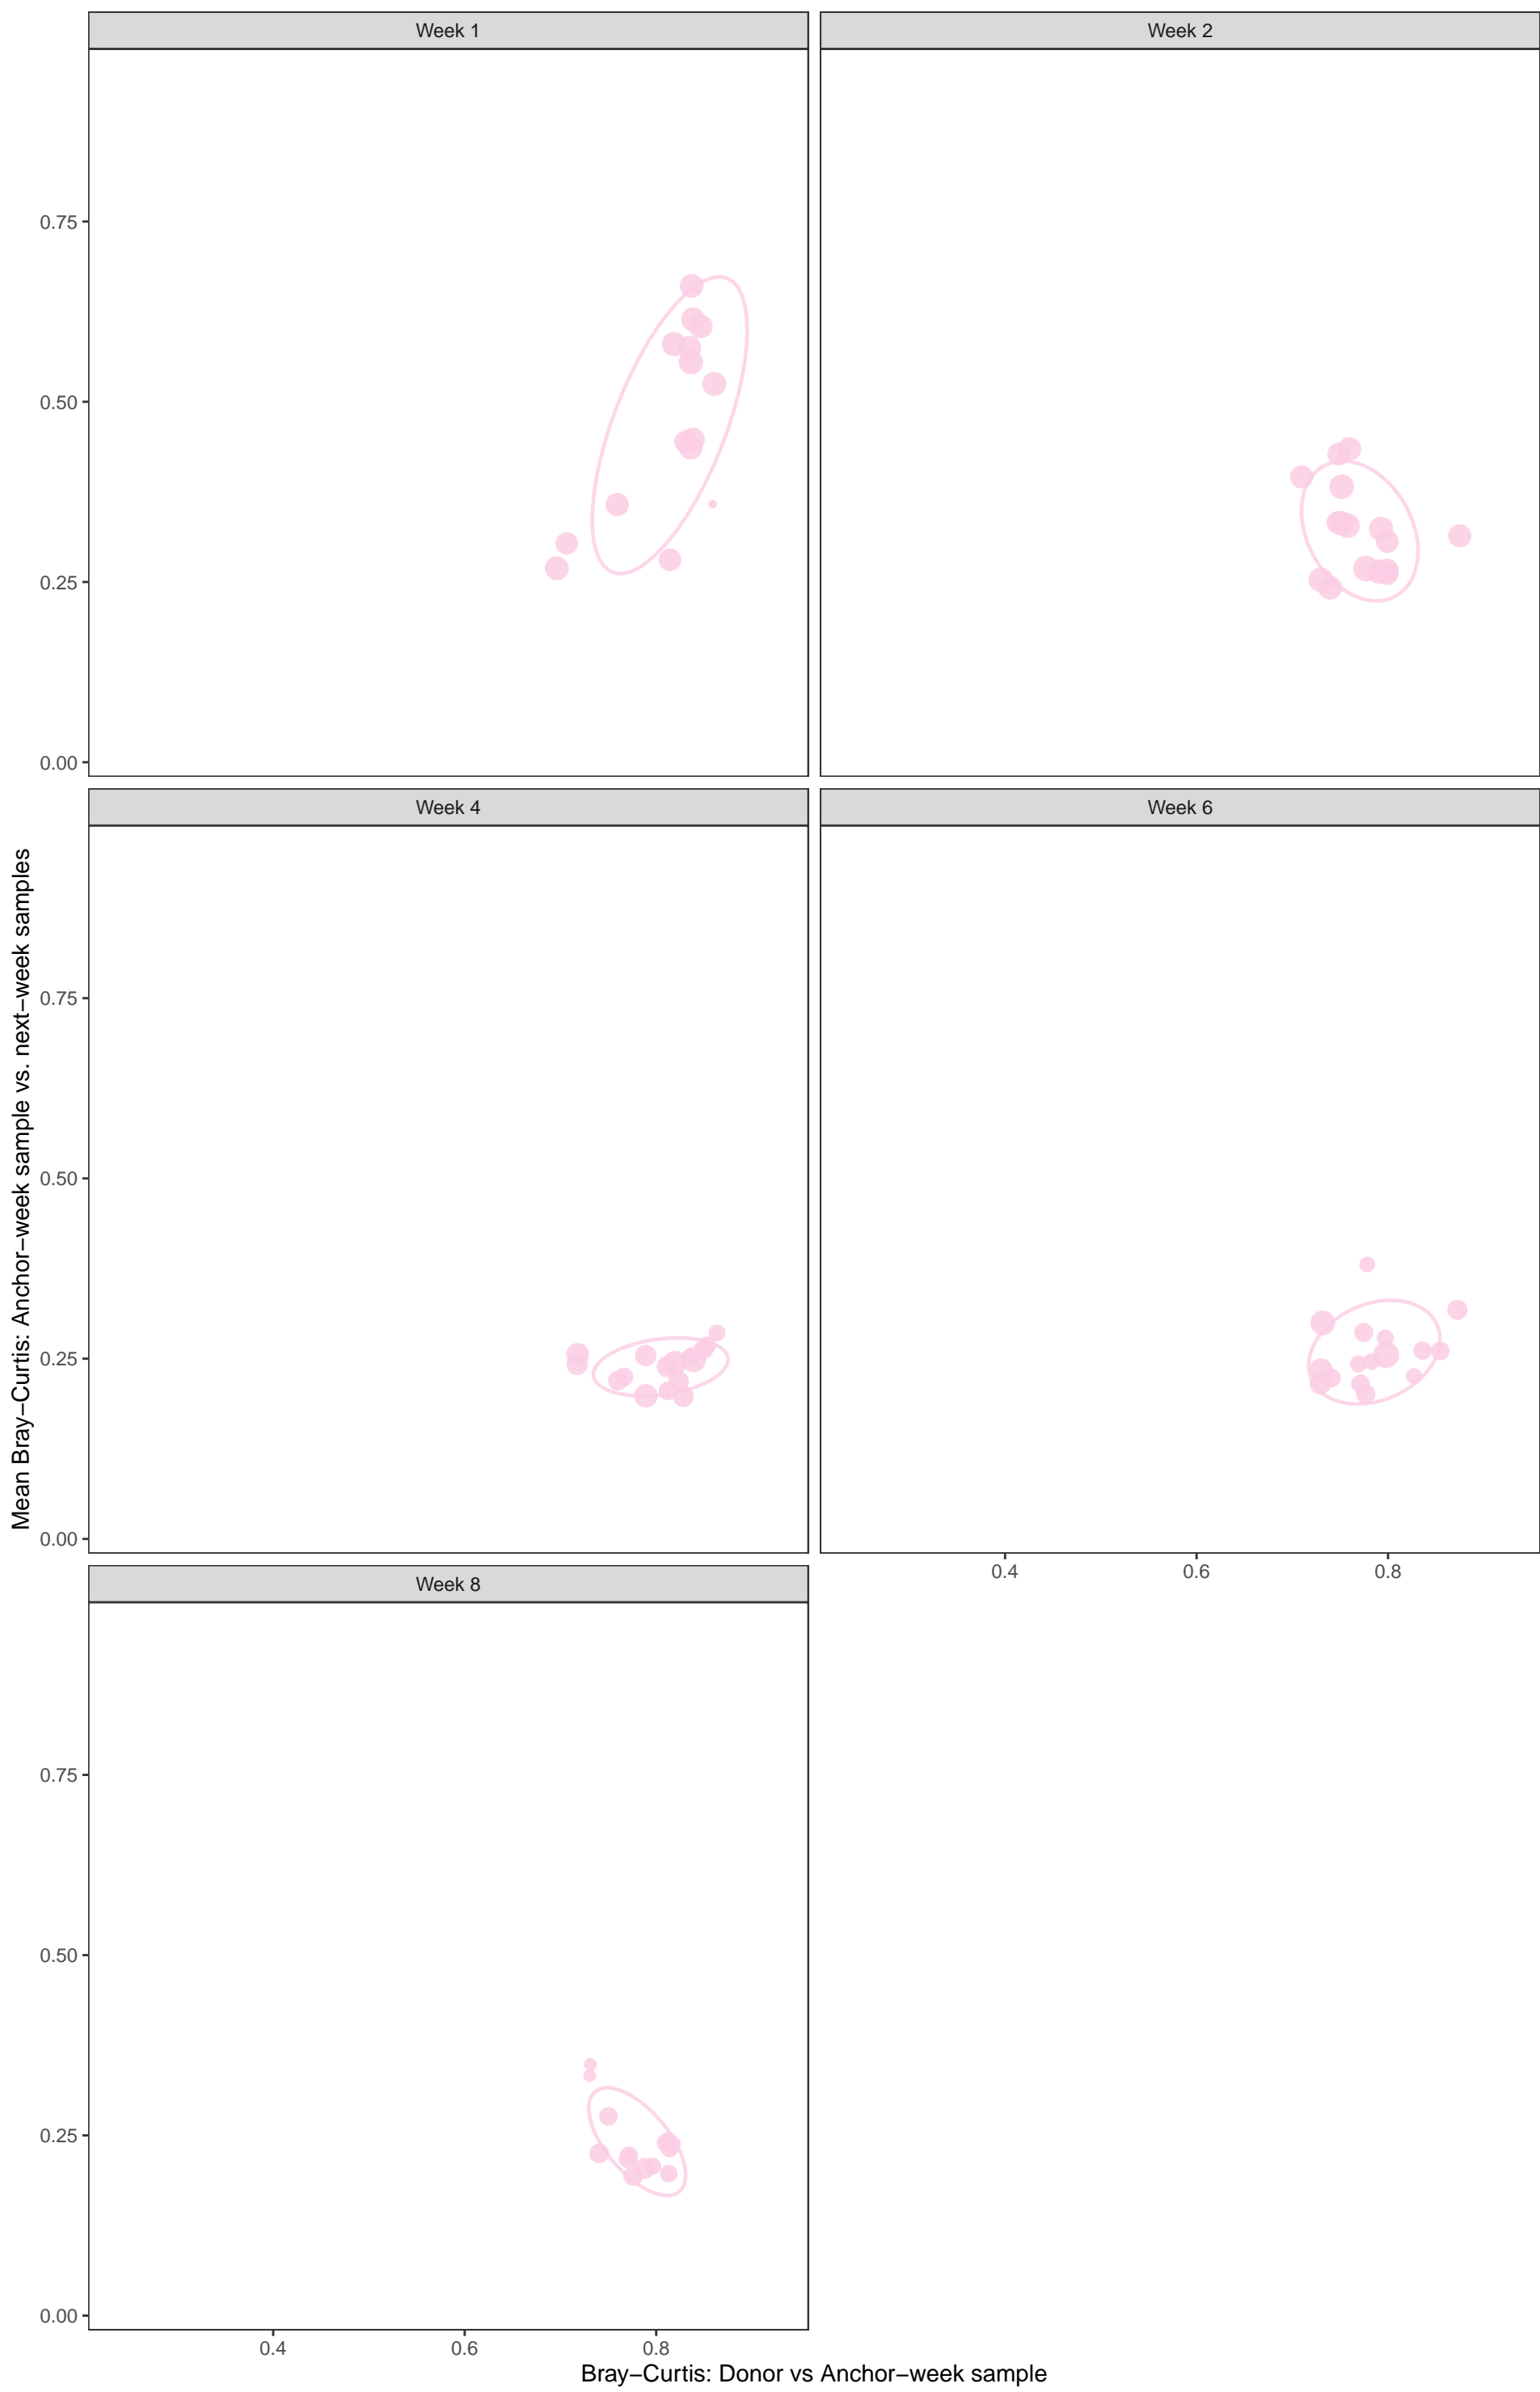 Week 1
Week 2
0.75
0.50
0.25
0.00
Week 4
Week 6
Mean Bray−Curtis: Anchor−week sample vs. next−week samples
0.75
0.50
0.25
0.00
0.4
0.6
0.8
Week 8
0.75
0.50
0.25
0.00
0.4
0.6
0.8
Bray−Curtis: Donor vs Anchor−week sample